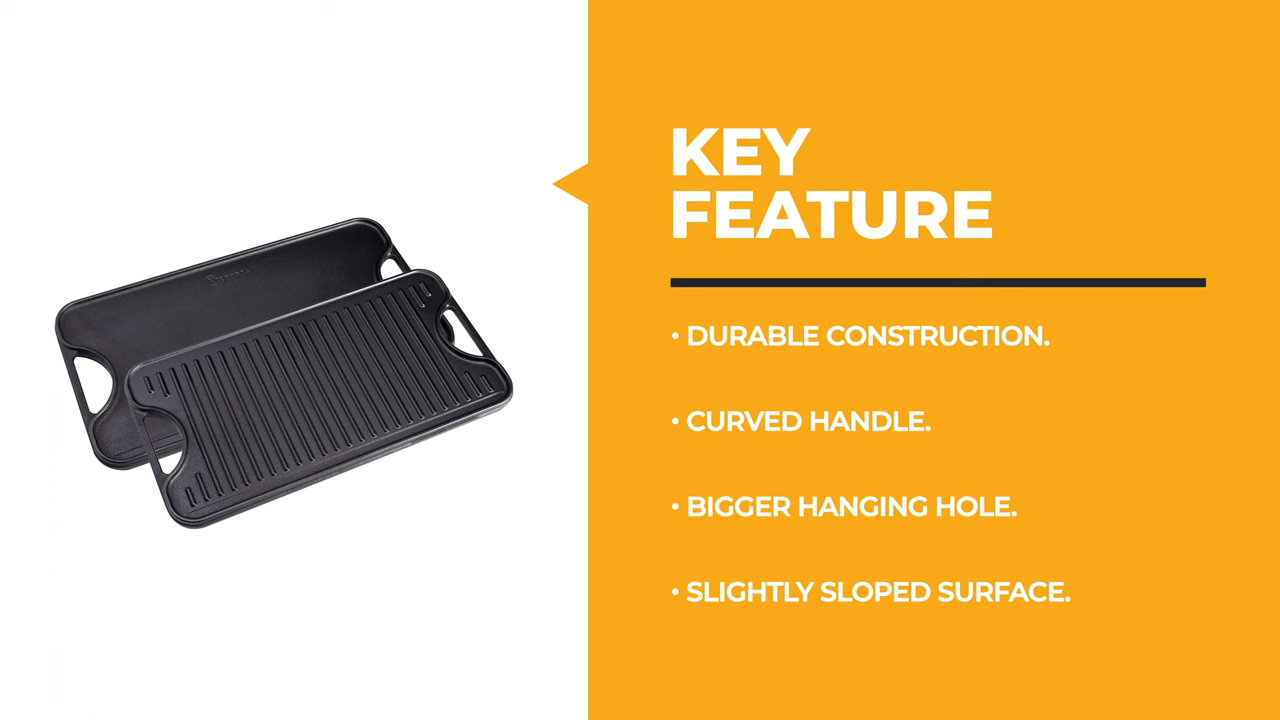 KEY
FEATURE
• DURABLE CONSTRUCTION.
• CURVED HANDLE.
• BIGGER HANGING HOLE.
• SLIGHTLY SLOPED SURFACE.